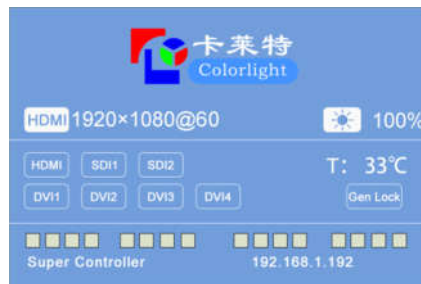 卡莱特
Colorlight
HDMI 1920×1080@60 100%
HDMI SDI1 SDI2 T: 33℃
DVI1 DVI2 DVI3 DVI4 Gen Lock
Super Controller 192.168.1.192